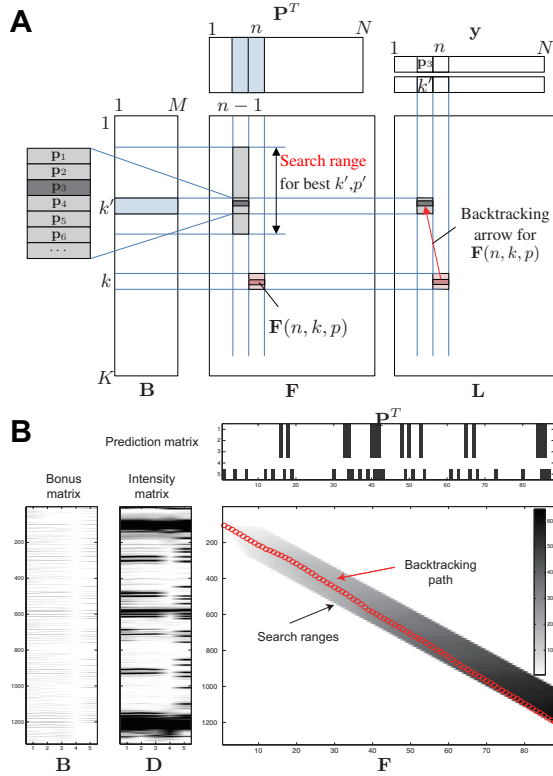 A
P^T
1 n N
y
1 n N
p3
k′
1 M
n − 1
1
p1
p2
p3
p4
p5
p6
···
Search range
for best k′,p′
k′
Backtracking
arrow for
F(n, k, p)
k
F(n, k, p)
K
B
F
L
B
P^T
Prediction matrix
1
2
3
4
5
10 20 30 40 50 60 70 80
Bonus
matrix
Intensity
matrix
200
400
600
800
1000
1200
1 2 3 4 5
B
1 2 3 4 5
D
200
400
600
800
1000
1200
Backtracking
path
Search ranges
60
50
40
30
20
10
10 20 30 40 50 60 70 80
F